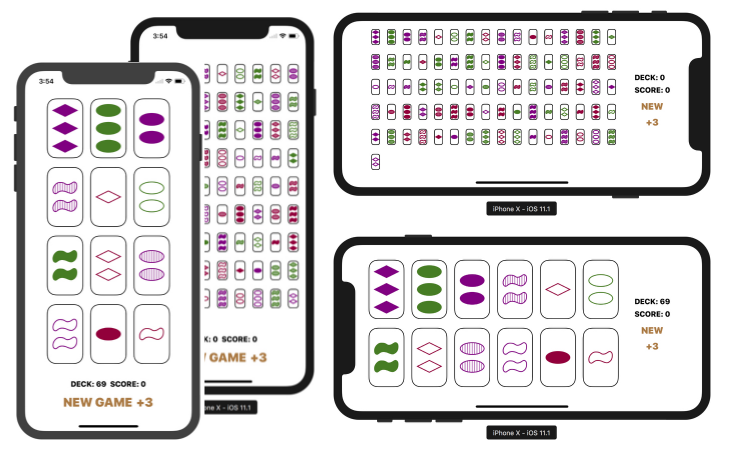 3:54
3:54
DECK: 69 SCORE: 0
NEW GAME +3
K: 0 SCORE: 0
GAME +3
ne X – iOS 11.1
DECK: 0
SCORE: 0
NEW
+3
iPhone X – iOS 11.1
DECK: 69
SCORE: 0
NEW
+3
iPhone X – iOS 11.1